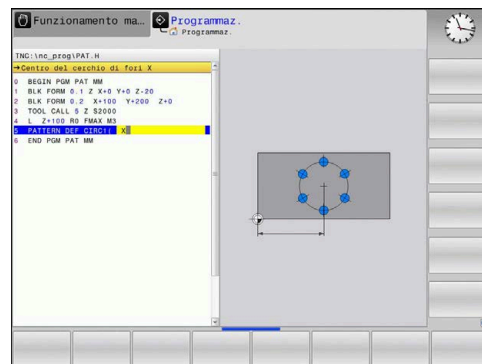 Funzionamento ma…
Programmaz.
Programmaz.
TNC:\nc_prog\PAT.H
→Centro del cerchio di fori X
0 BEGIN PGM PAT MM
1 BLK FORM 0.1 Z X+0 Y+0 Z-20
2 BLK FORM 0.2 X+100 Y+200 Z+0
3 TOOL CALL 5 Z S2000
4 L Z+100 R0 FMAX M3
5 PATTERN DEF CIRC1( X
6 END PGM PAT MM